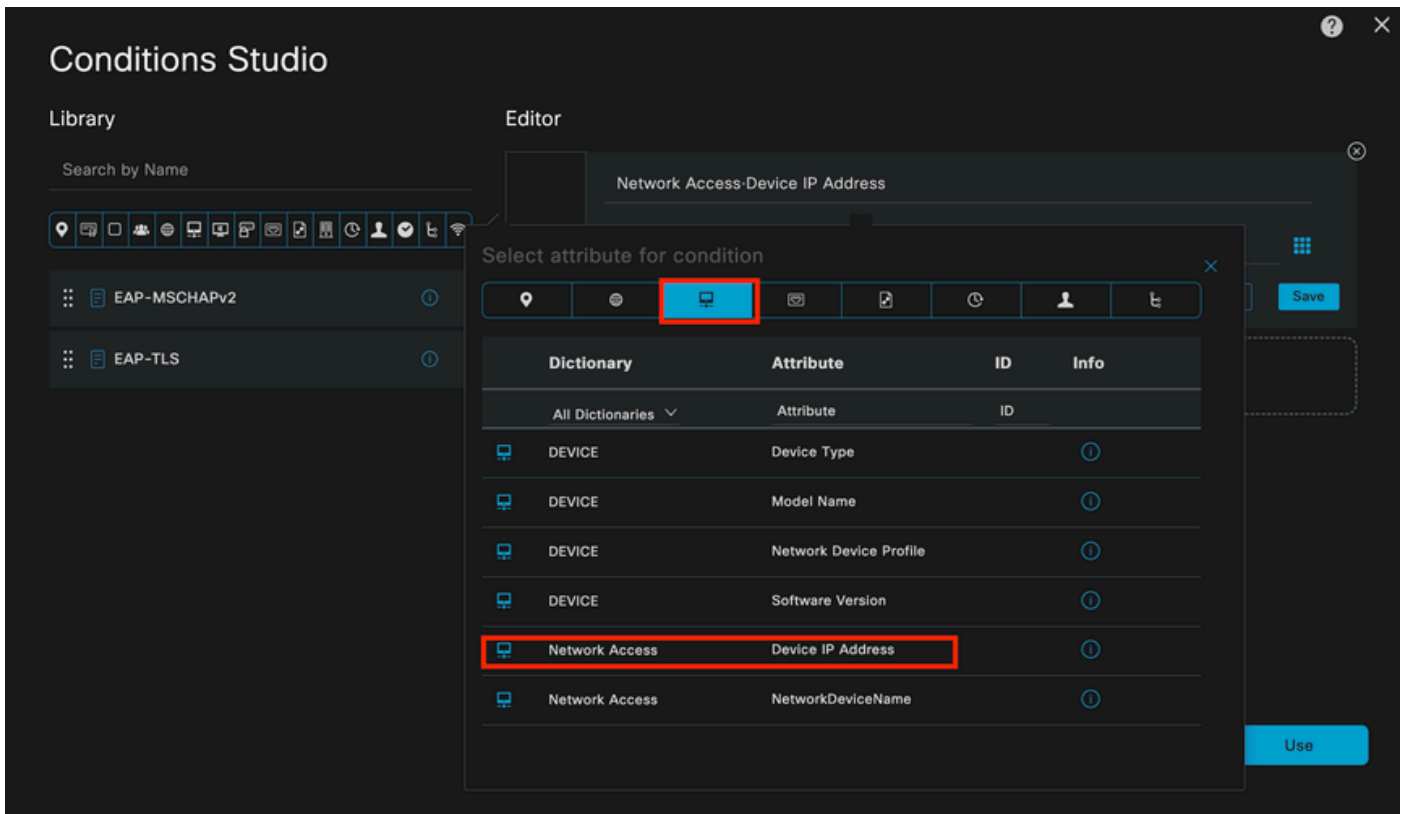 Conditions Studio
Library
Search by Name
EAP-MSCHAPv2
EAP-TLS
Editor
Network Access·Device IP Address
Save
Select attribute for condition
Dictionary Attribute ID Info
All Dictionaries Attribute ID
DEVICE Device Type
DEVICE Model Name
DEVICE Network Device Profile
DEVICE Software Version
Network Access Device IP Address
Network Access NetworkDeviceName
Use